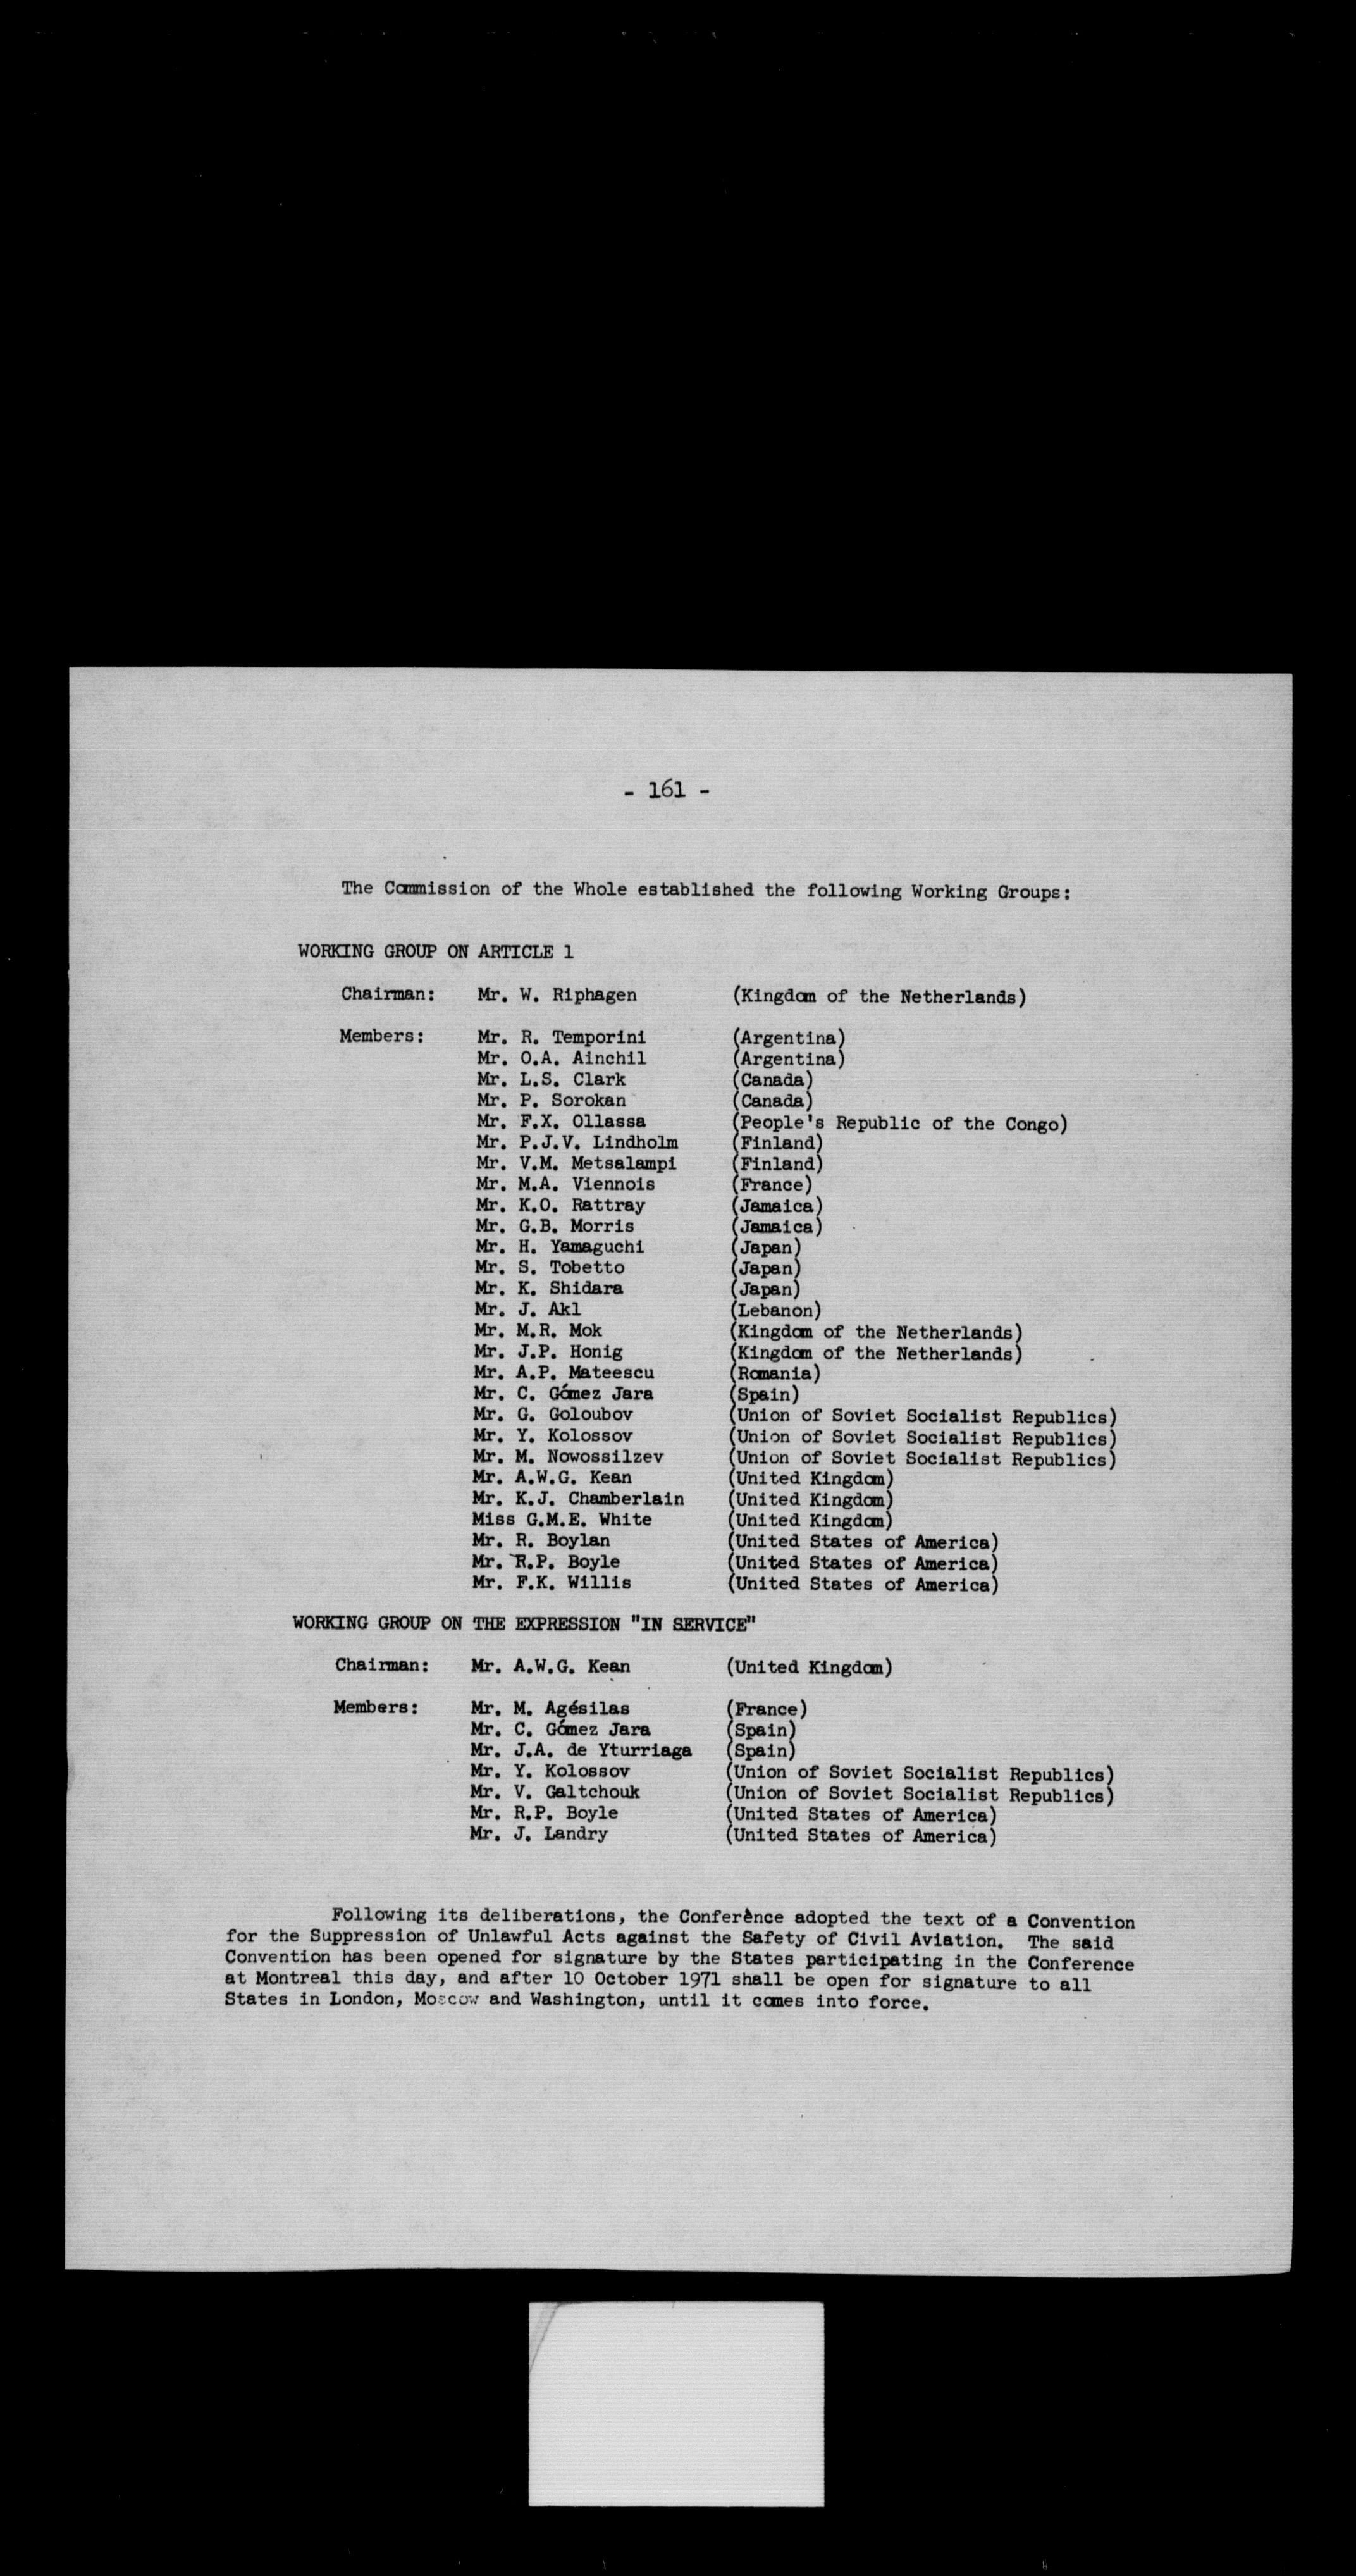 - 161 -
The Commission of the Whole established the following Working Groups:
WORKING GROUP ON ARTICLE 1
Chairman: Mr. W. Riphagen (Kingdom of the Netherlands)
Members: Mr. R. Temporini (Argentina)
Mr. O.A. Ainchil (Argentina)
Mr. L.S. Clark (Canada)
Mr. P. Sorokan (Canada)
Mr. F.X. Ollassa (People's Republic of the Congo)
Mr. P.J.V. Lindholm (Finland)
Mr. V.M. Metsalampi (Finland)
Mr. M.A. Viennois (France)
Mr. K.O. Rattray (Jamaica)
Mr. G.B. Morris (Jamaica)
Mr. H. Yamaguchi (Japan)
Mr. S. Tobetto (Japan)
Mr. K. Shidara (Japan)
Mr. J. Akl (Lebanon)
Mr. M.R. Mok (Kingdom of the Netherlands)
Mr. J.P. Honig (Kingdom of the Netherlands)
Mr. A.P. Mateescu (Romania)
Mr. C. Gómez Jara (Spain)
Mr. G. Goloubov (Union of Soviet Socialist Republics)
Mr. Y. Kolossov (Union of Soviet Socialist Republics)
Mr. M. Nowossilzev (Union of Soviet Socialist Republics)
Mr. A.W.G. Kean (United Kingdom)
Mr. K.J. Chamberlain (United Kingdom)
Miss G.M.E. White (United Kingdom)
Mr. R. Boylan (United States of America)
Mr. R.P. Boyle (United States of America)
Mr. F.K. Willis (United States of America)
WORKING GROUP ON THE EXPRESSION "IN SERVICE"
Chairman: Mr. A.W.G. Kean (United Kingdom)
Members: Mr. M. Agésilas (France)
Mr. C. Gómez Jara (Spain)
Mr. J.A. de Yturriaga (Spain)
Mr. Y. Kolossov (Union of Soviet Socialist Republics)
Mr. V. Galtchouk (Union of Soviet Socialist Republics)
Mr. R.P. Boyle (United States of America)
Mr. J. Landry (United States of America)
Following its deliberations, the Conference adopted the text of a Convention
for the Suppression of Unlawful Acts against the Safety of Civil Aviation. The said
Convention has been opened for signature by the States participating in the Conference
at Montreal this day, and after 10 October 1971 shall be open for signature to all
States in London, Moscow and Washington, until it comes into force.